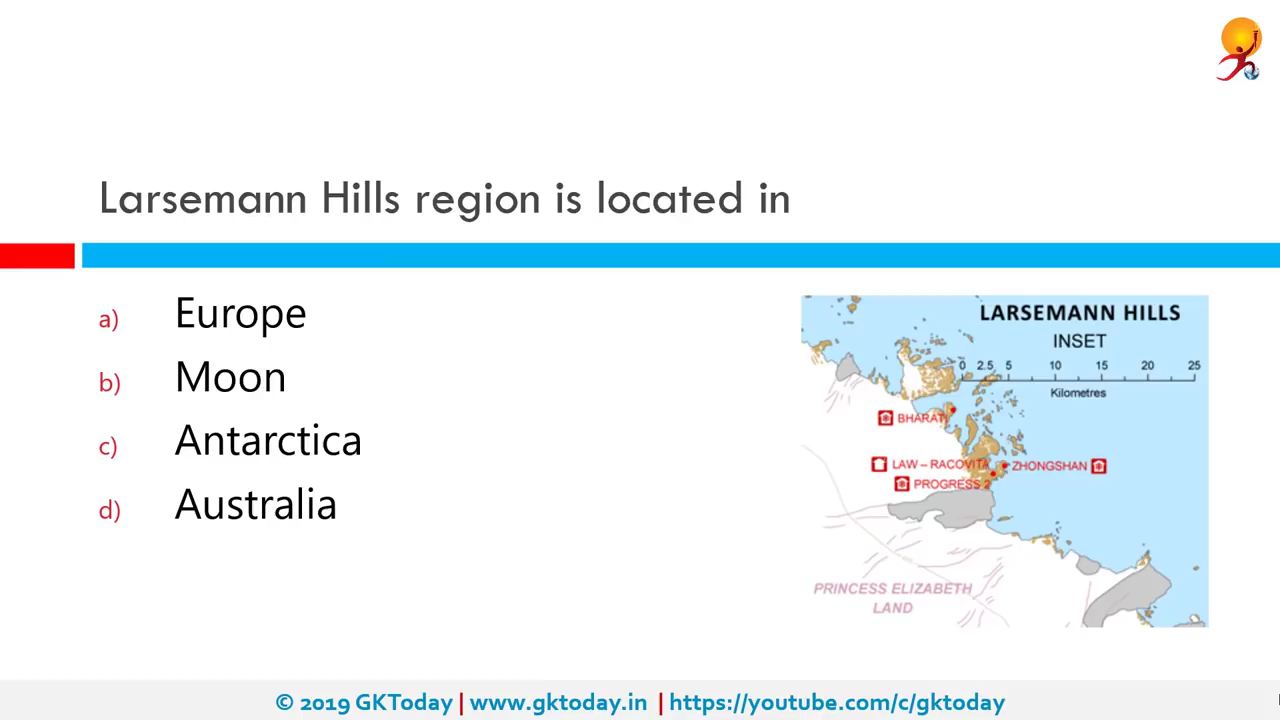 Larsemann Hills region is located in
a) Europe
b) Moon
c) Antarctica
d) Australia
LARSEMANN HILLS
INSET
0 2.5 5 10 15 20 25
Kilometres
BHARATI
LAW – RACOVITA
ZHONGSHAN
PROGRESS 2
PRINCESS ELIZABETH
LAND
© 2019 GKToday | www.gktoday.in | https://youtube.com/c/gktoday